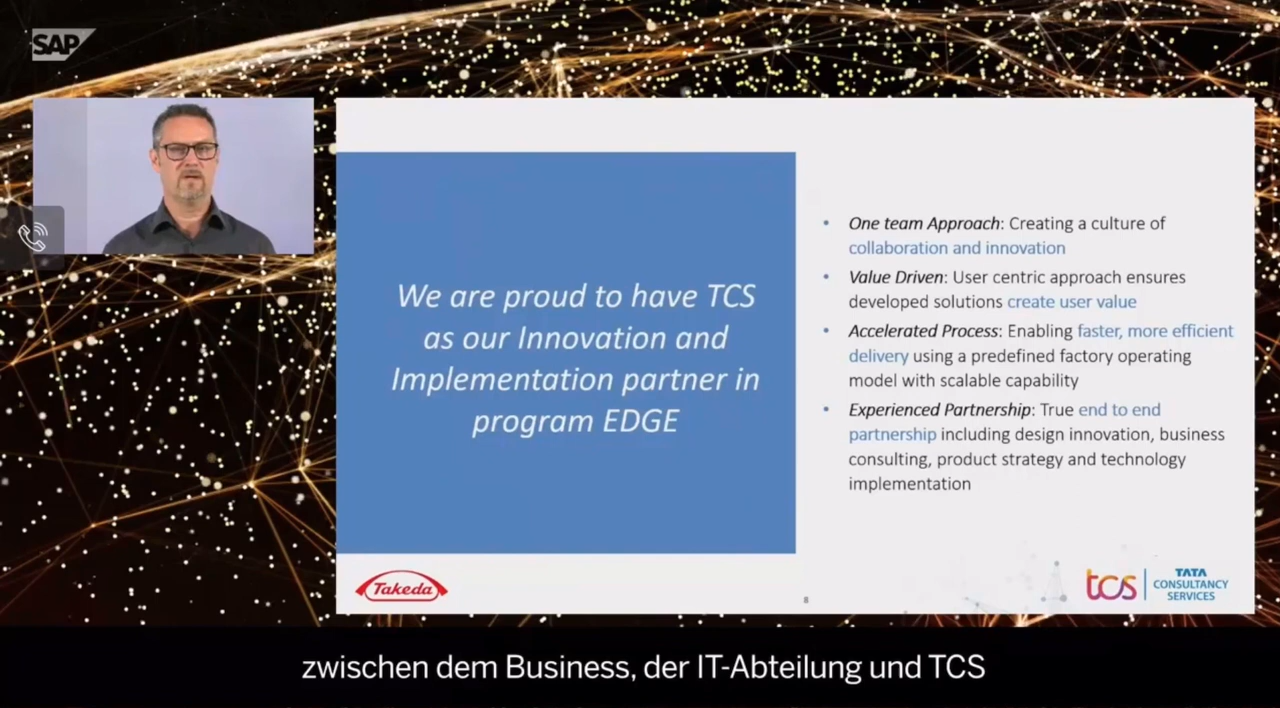 SAP
We are proud to have TCS
as our Innovation and
Implementation partner in
program EDGE
• One team Approach: Creating a culture of
collaboration and innovation
• Value Driven: User centric approach ensures
developed solutions create user value
• Accelerated Process: Enabling faster, more efficient
delivery using a predefined factory operating
model with scalable capability
• Experienced Partnership: True end to end
partnership including design innovation, business
consulting, product strategy and technology
implementation
Takeda
tcs
TATA
CONSULTANCY
SERVICES
zwischen dem Business, der IT-Abteilung und TCS